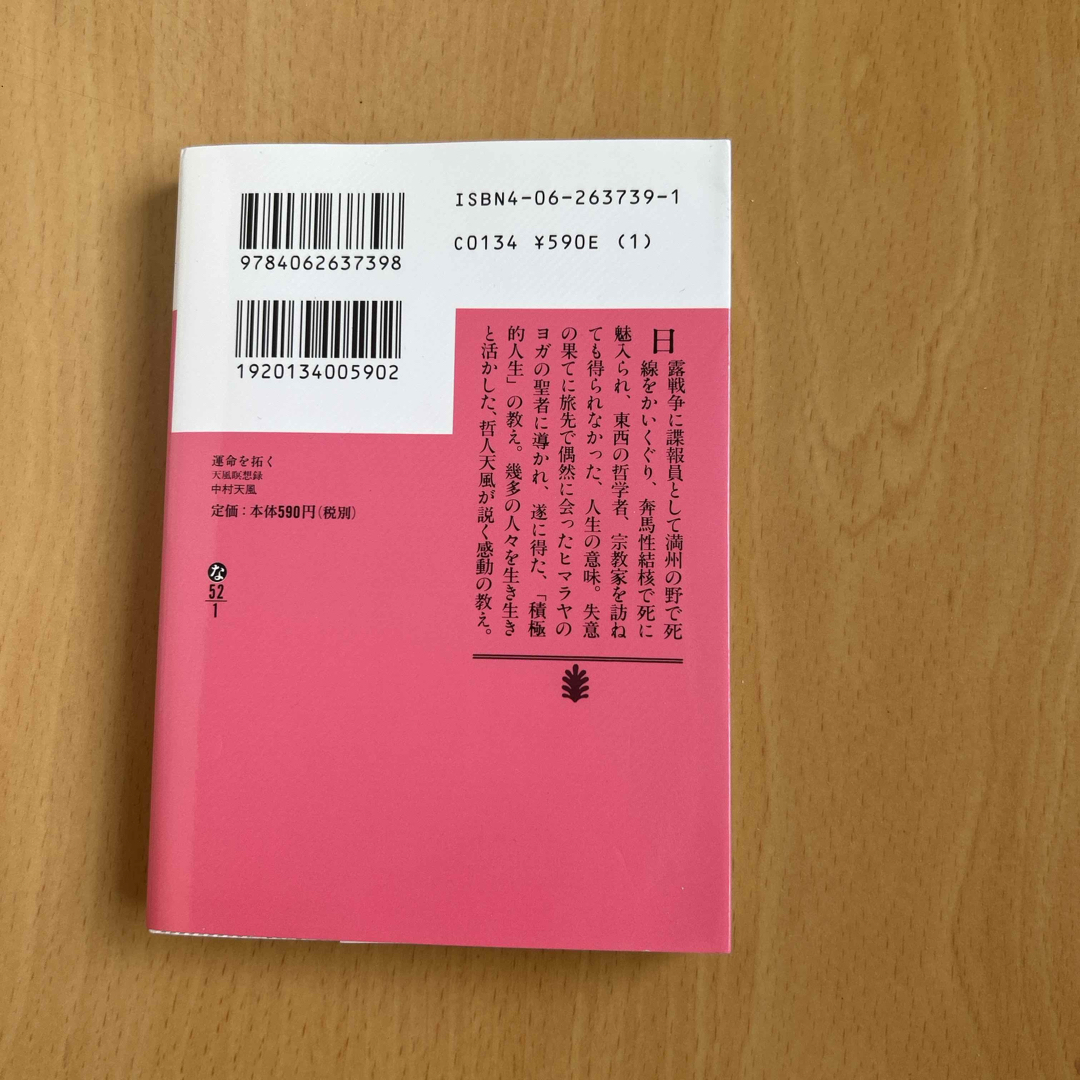 9784062637398
ISBN4-06-263739-1
C0134 ¥590E (1)
1920134005902
運命を拓く
天風瞑想録
中村天風
定価：本体590円（税別）
な
52
1
日露戦争に諜報員として満州の野で死
線をかいくぐり、奔馬性結核で死に
魅入られ、東西の哲学者、宗教家を訪ね
ても得られなかった、人生の意味。失意
の果てに旅先で偶然に会ったヒマラヤの
ヨガの聖者に導かれ、遂に得た、「積極
的人生」の教え。幾多の人々を生き生き
と活かした、哲人天風が説く感動の教え。